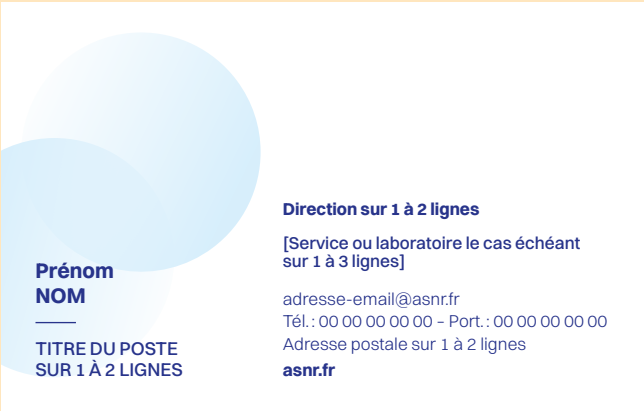 Prénom
NOM
TITRE DU POSTE
SUR 1 À 2 LIGNES
Direction sur 1 à 2 lignes
[Service ou laboratoire le cas échéant
sur 1 à 3 lignes]
adresse-email@asnr.fr
Tél. : 00 00 00 00 00 – Port. : 00 00 00 00 00
Adresse postale sur 1 à 2 lignes
asnr.fr